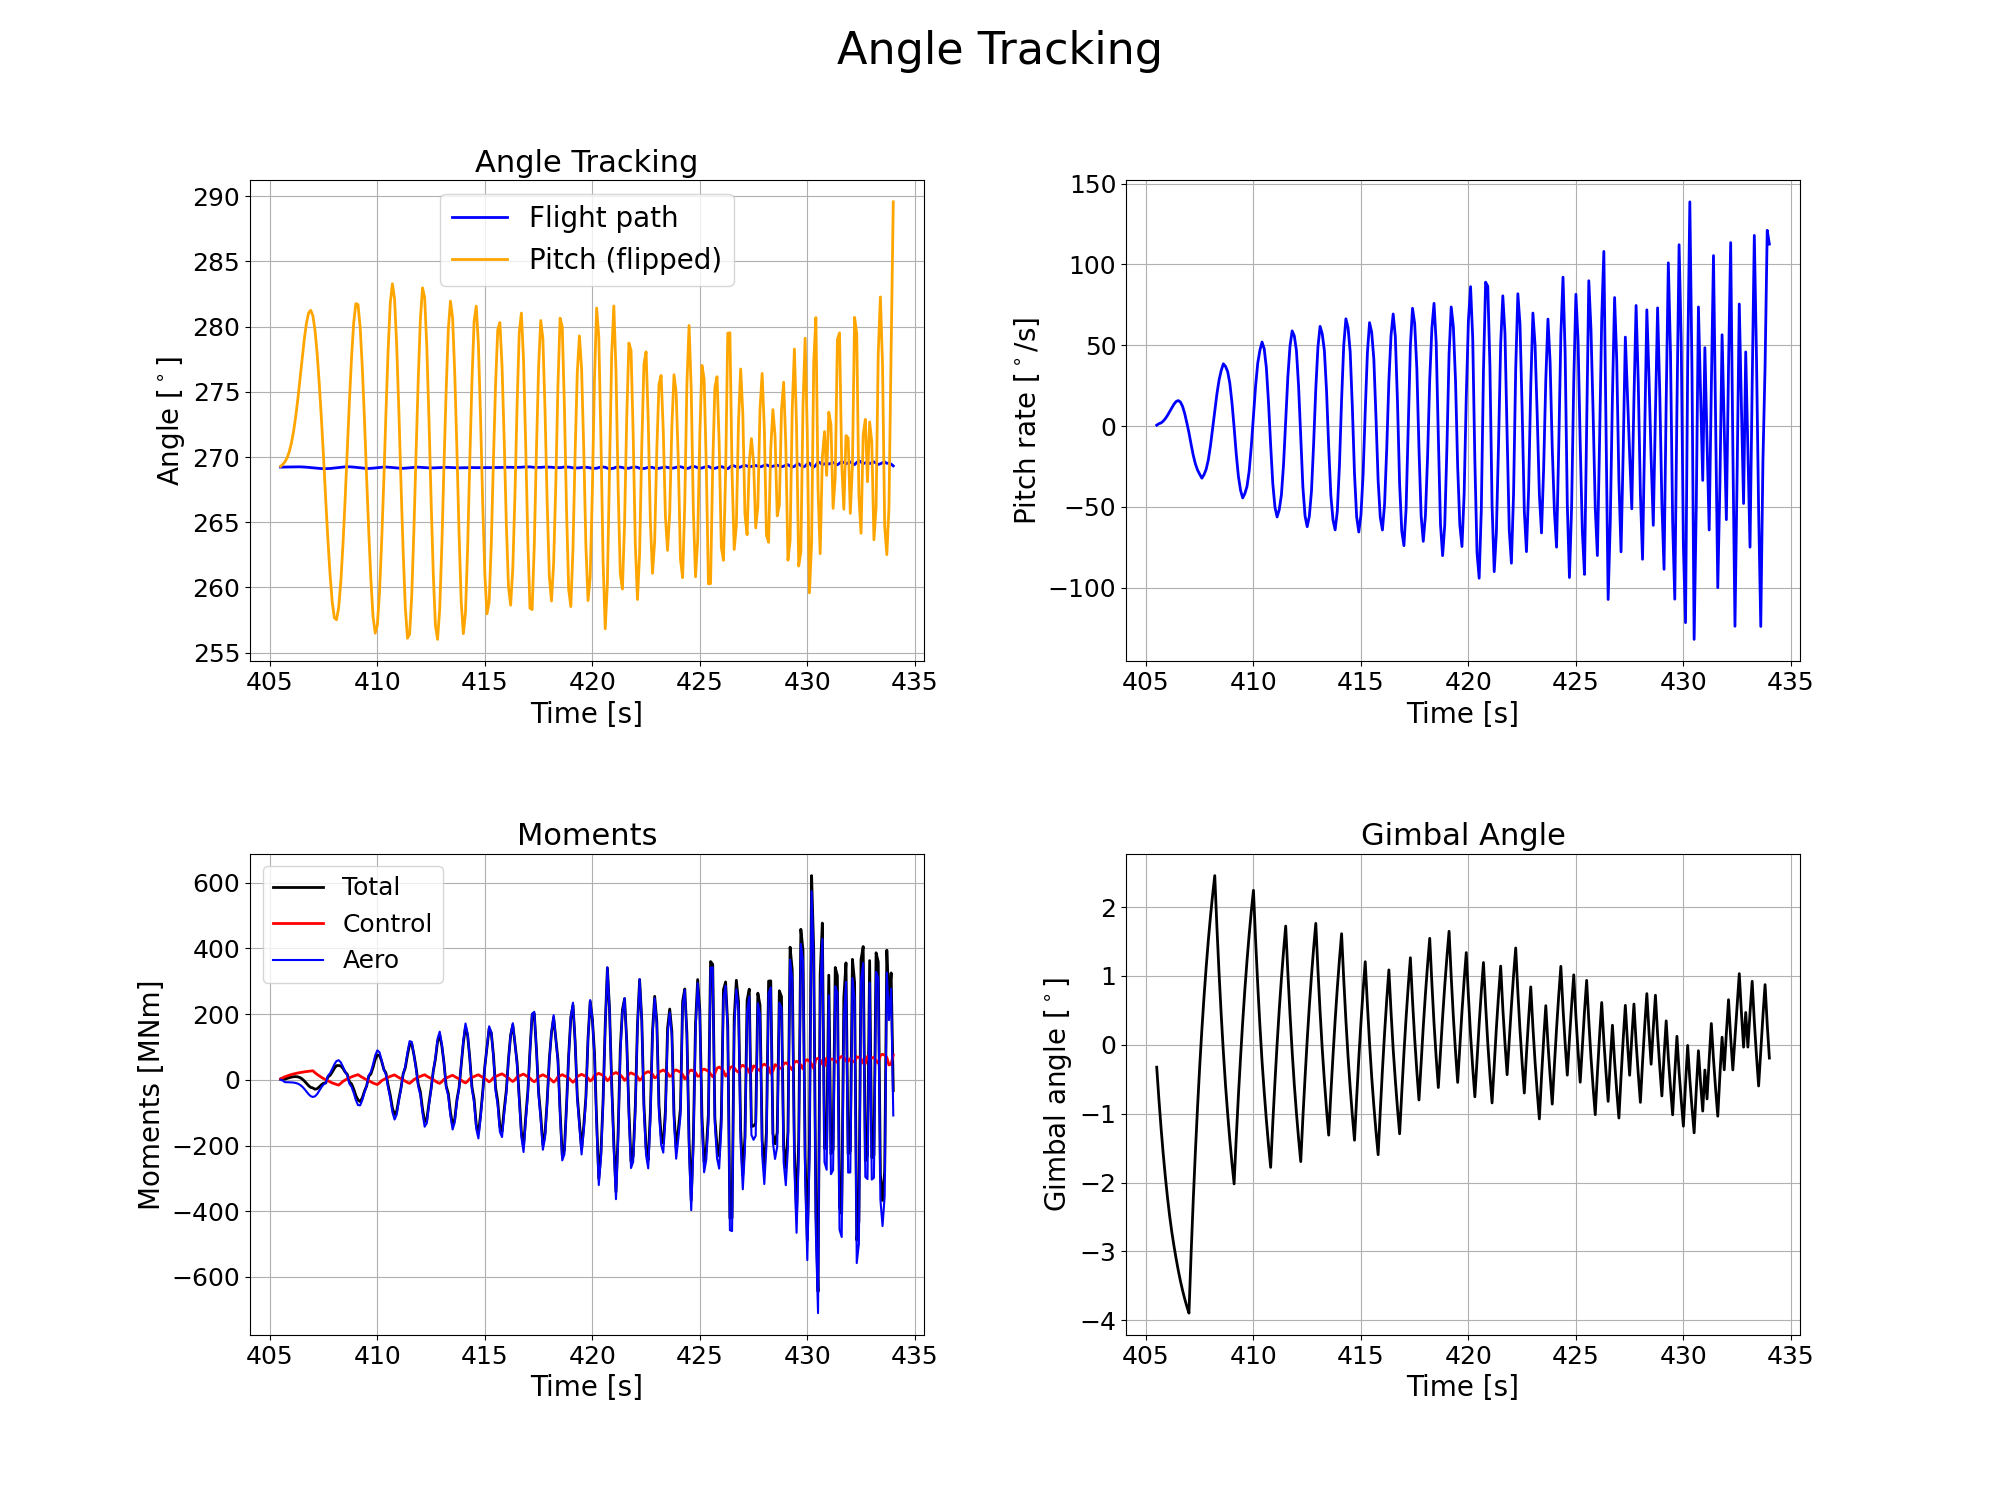 Angle Tracking
Angle Tracking
290
285
280
275
270
265
260
255
Angle [°]
Flight path
Pitch (flipped)
405 410 415 420 425 430 435
Time [s]
150
100
50
0
−50
−100
Pitch rate [°/s]
405 410 415 420 425 430 435
Time [s]
Moments
600
400
200
0
−200
−400
−600
Moments [MNm]
Total
Control
Aero
405 410 415 420 425 430 435
Time [s]
Gimbal Angle
2
1
0
−1
−2
−3
−4
Gimbal angle [°]
405 410 415 420 425 430 435
Time [s]